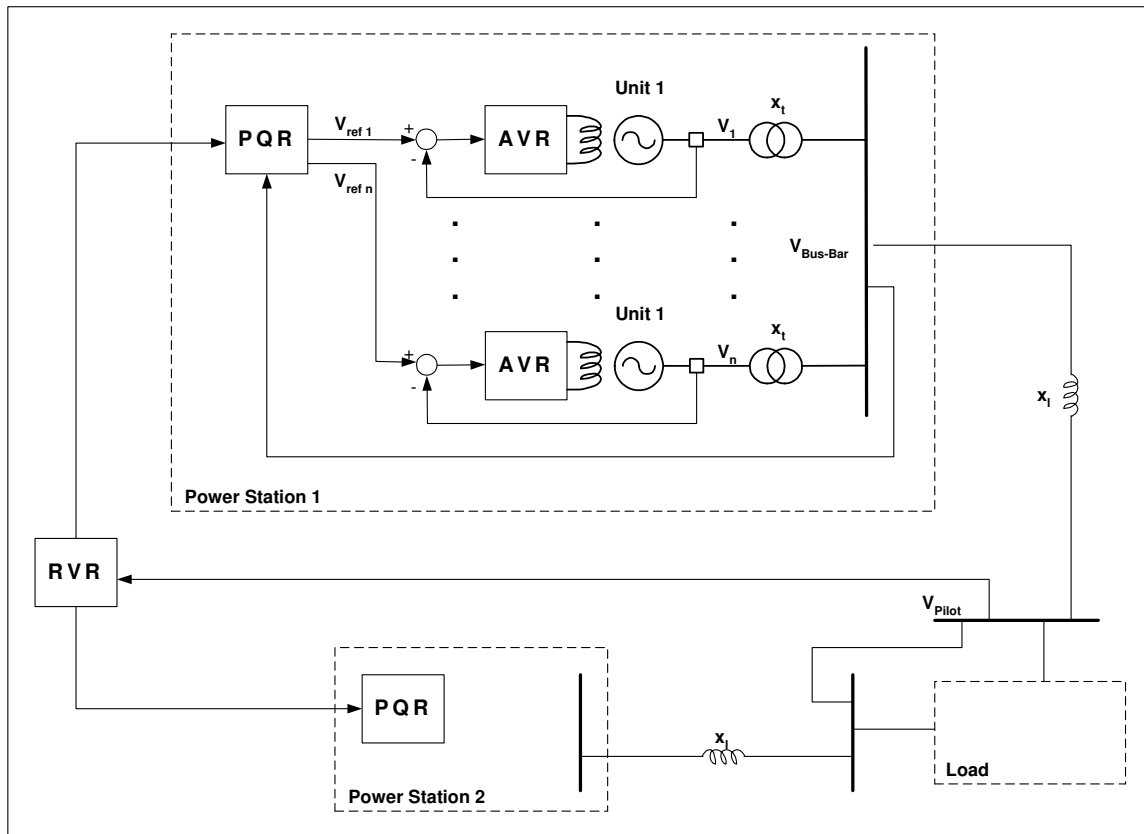 Unit 1
x_t
P Q R
V_ref 1
+
-
A V R
V_1
V_ref n
V_Bus-Bar
Unit 1
x_t
+
-
A V R
V_n
x_l
Power Station 1
R V R
V_Pilot
P Q R
x_l
Load
Power Station 2